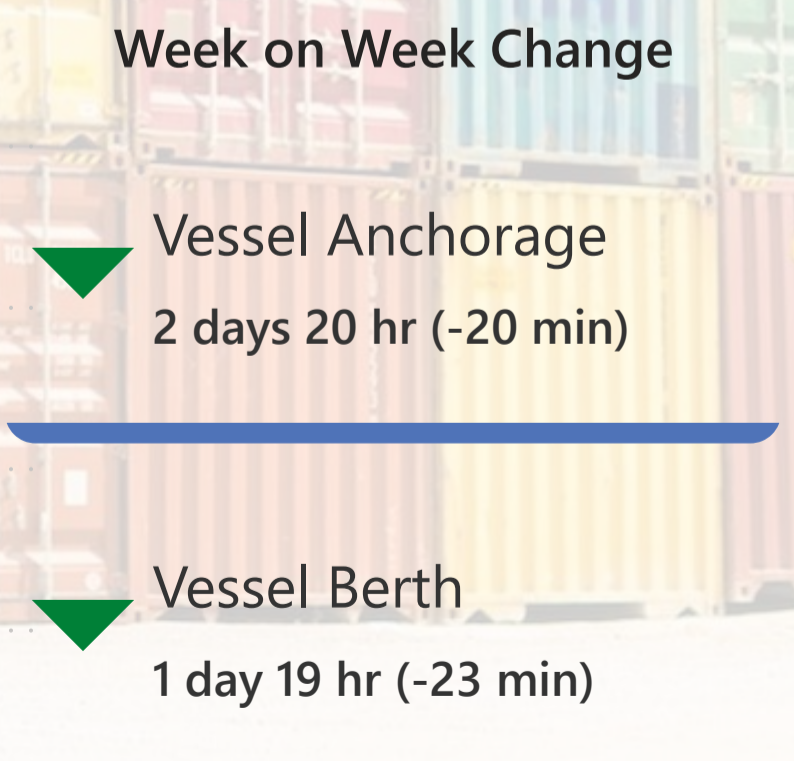 Week on Week Change
Vessel Anchorage
2 days 20 hr (-20 min)
Vessel Berth
1 day 19 hr (-23 min)